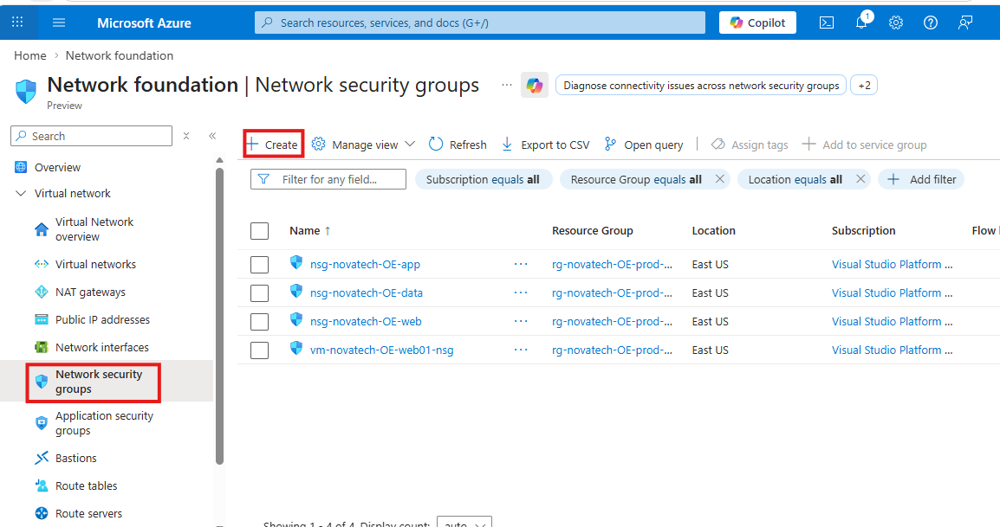 Microsoft Azure
Search resources, services, and docs (G+/)
Copilot
1
Home > Network foundation
Network foundation | Network security groups
...
Diagnose connectivity issues across network security groups
+2
Preview
Search
Create
Manage view
Refresh
Export to CSV
Open query
Assign tags
Add to service group
Overview
Virtual network
Virtual Network
overview
Virtual networks
NAT gateways
Public IP addresses
Network interfaces
Network security
groups
Application security
groups
Bastions
Route tables
Route servers
Filter for any field...
Subscription equals all
Resource Group equals all
Location equals all
Add filter
Name ↑ Resource Group Location Subscription Flow
nsg-novatech-OE-app ... rg-novatech-OE-prod-... East US Visual Studio Platform ...
nsg-novatech-OE-data ... rg-novatech-OE-prod-... East US Visual Studio Platform ...
nsg-novatech-OE-web ... rg-novatech-OE-prod-... East US Visual Studio Platform ...
vm-novatech-OE-web01-nsg ... rg-novatech-OE-prod-... East US Visual Studio Platform ...
Showing 1 - 4 of 4. Display count: auto